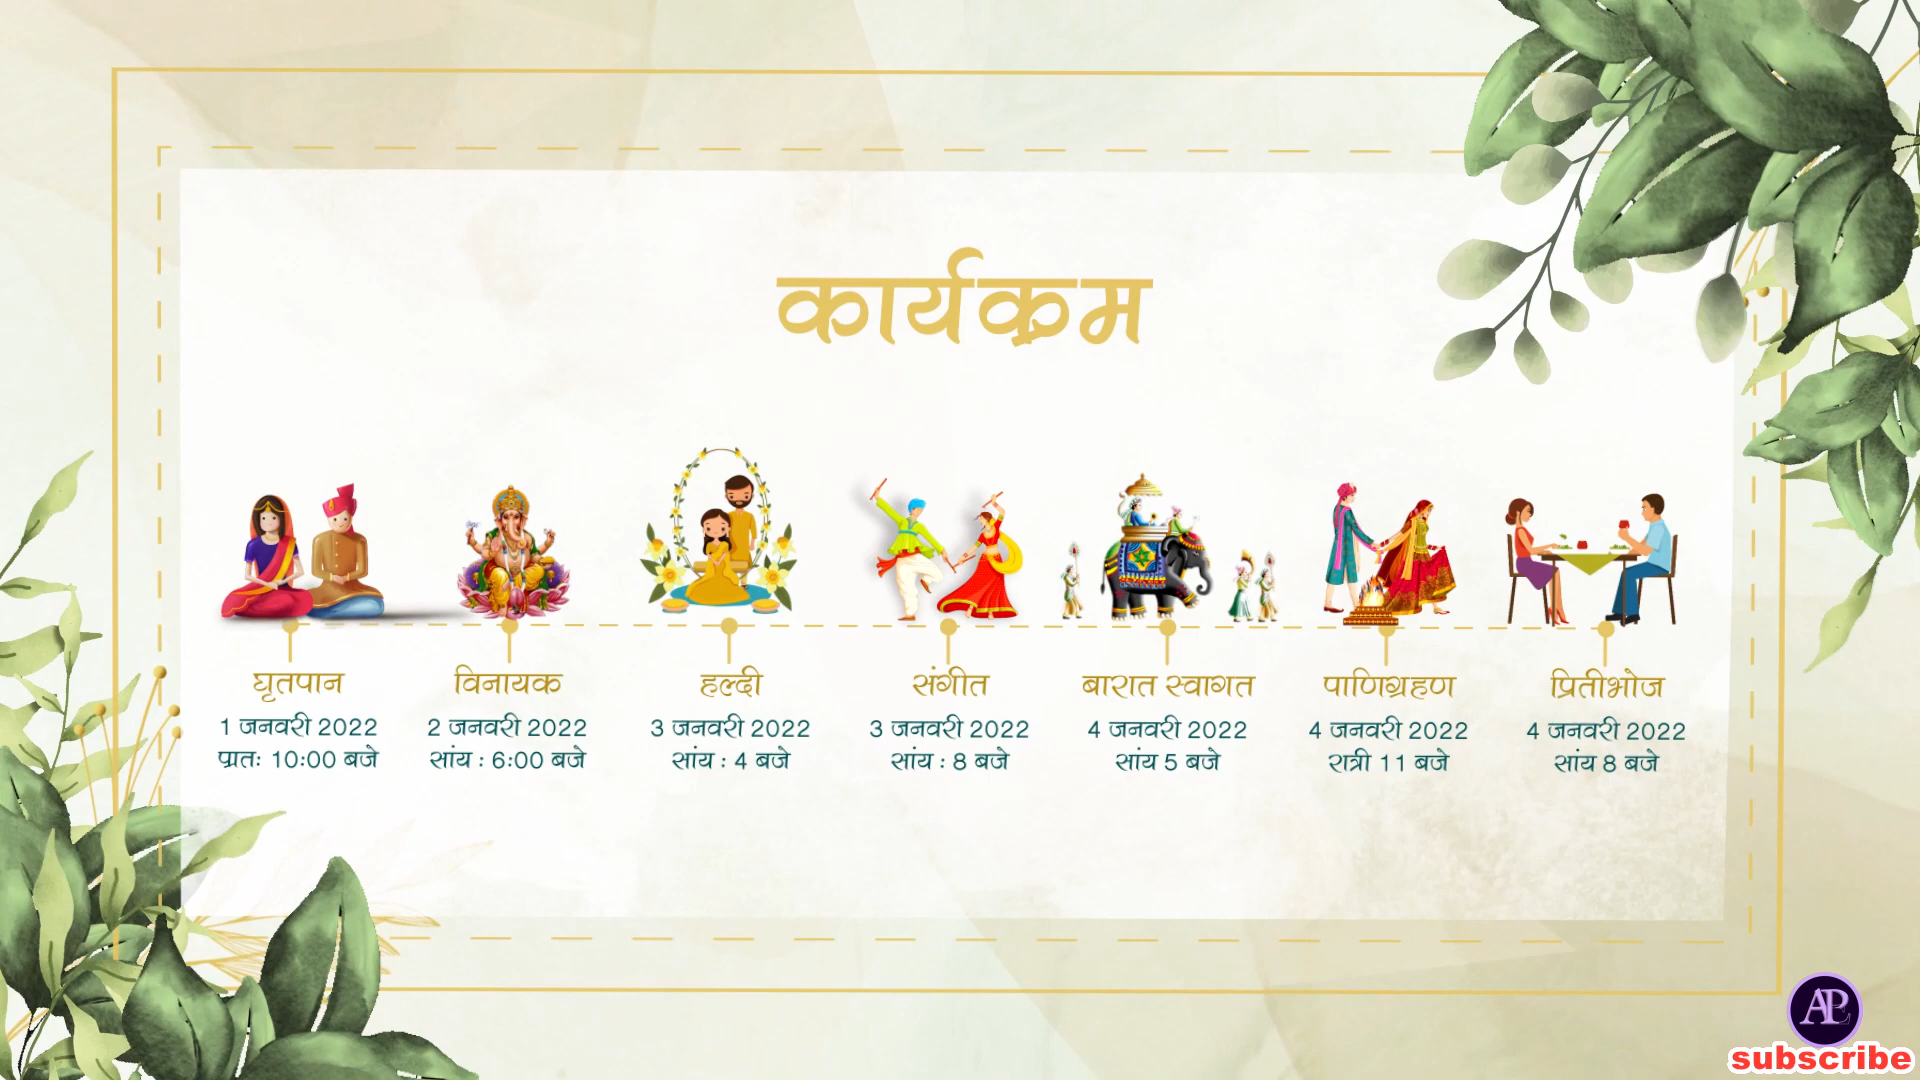 कार्यक्रम
घृतपान
1 जनवरी 2022
प्रातः 10:00 बजे
विनायक
2 जनवरी 2022
सांय : 6:00 बजे
हल्दी
3 जनवरी 2022
सांय : 4 बजे
संगीत
3 जनवरी 2022
सांय : 8 बजे
बारात स्वागत
4 जनवरी 2022
सांय 5 बजे
पाणिग्रहण
4 जनवरी 2022
रात्री 11 बजे
प्रितीभोज
4 जनवरी 2022
सांय 8 बजे
APL
subscribe